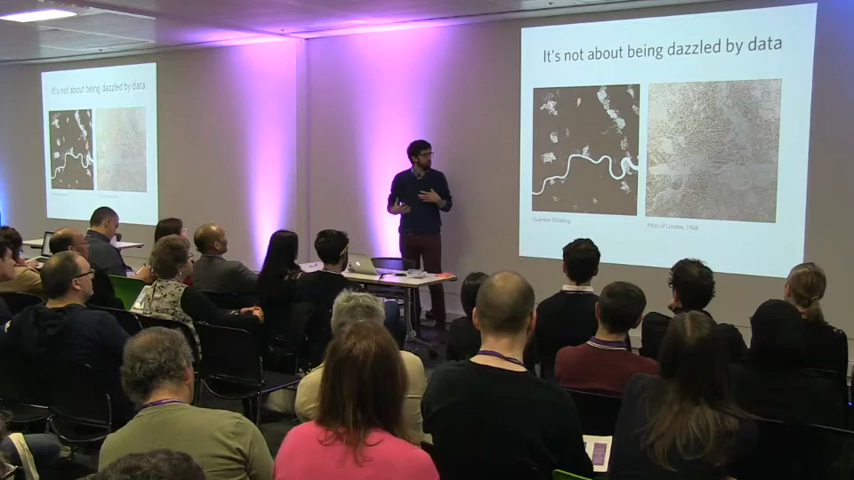 It's not about being dazzled by data
It's not about being dazzled by data
Atlas of London, 1968